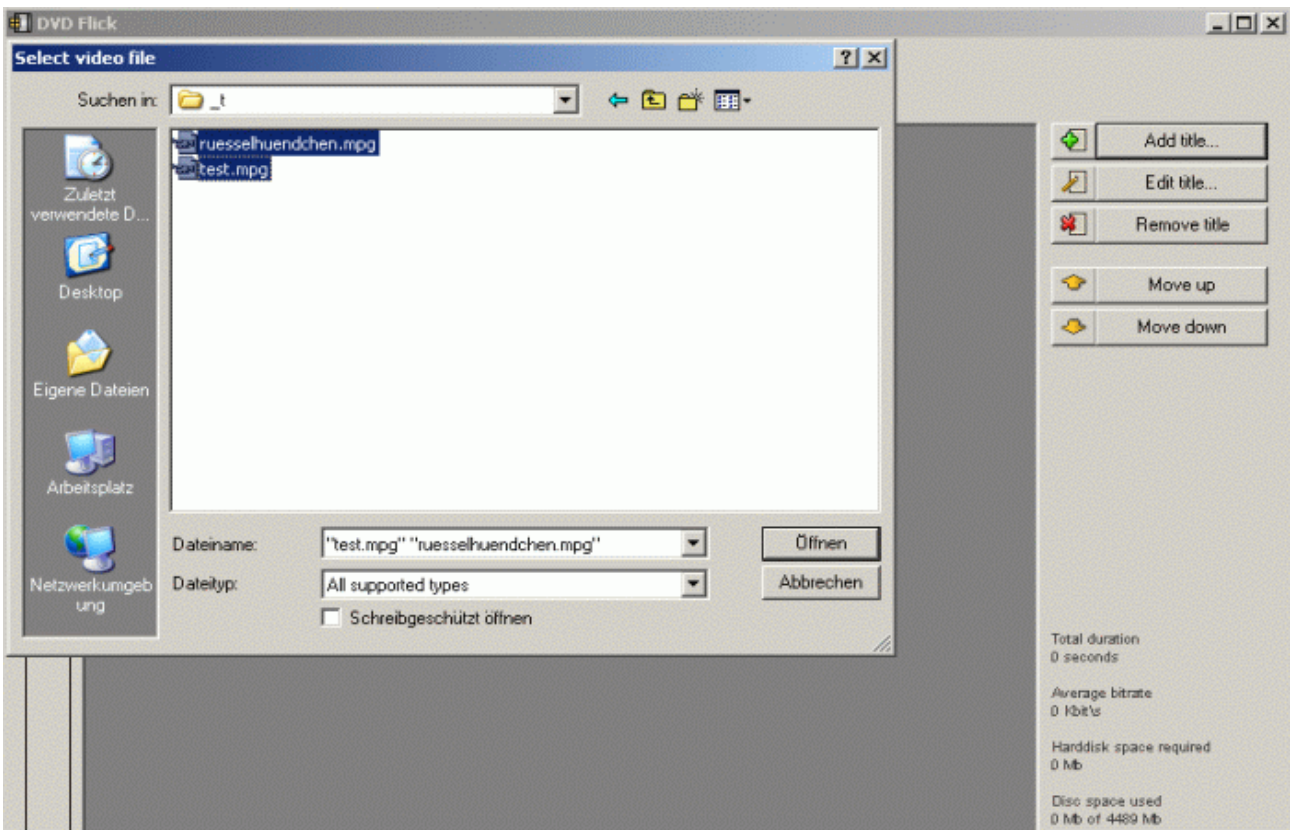 DVD Flick
Select video file
Suchen in:
_t
ruesselhuendchen.mpg
test.mpg
Zuletzt
verwendete D...
Desktop
Eigene Dateien
Arbeitsplatz
Netzwerkumgeb
ung
Dateiname:
"test.mpg" "ruesselhuendchen.mpg"
Öffnen
Dateityp:
All supported types
Abbrechen
Schreibgeschützt öffnen
Add title...
Edit title...
Remove title
Move up
Move down
Total duration
0 seconds
Average bitrate
0 Kbit\s
Harddisk space required
0 Mb
Disc space used
0 Mb of 4489 Mb